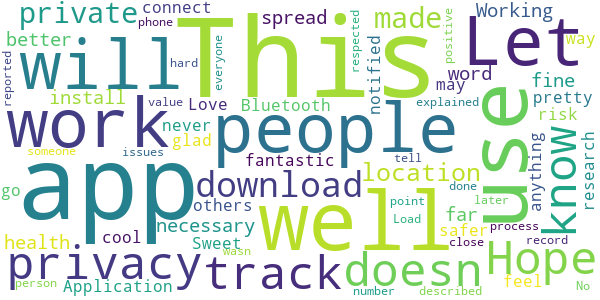 private
connect
phone
spread
made
Working
Let
way
positive
respected
everyone
hard
better
reported
will
This
notified
may
word
fine
install
value
Love
Bluetooth
explained
pretty
work
people
use
know
risk
research
anything
never
glad
someone
issues
fantastic
tell
app
download
location
well
go
others
necessary
point
done
later
Load
far
safer
process
health
cool
Sweet
wasn
close
record
Hope
privacy
track
doesn
feel
person
Application
number
described
No